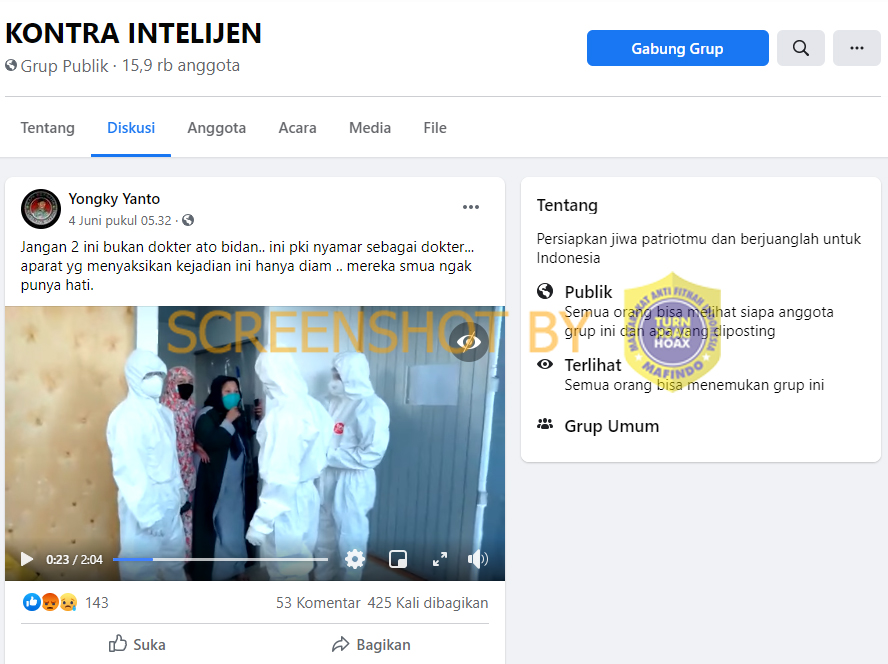 KONTRA INTELIJEN
Grup Publik · 15,9 rb anggota
Gabung Grup
Tentang
Diskusi
Anggota
Acara
Media
File
Yongky Yanto
4 Juni pukul 05.32 ·
Jangan 2 ini bukan dokter ato bidan.. ini pki nyamar sebagai dokter...
aparat yg menyaksikan kejadian ini hanya diam .. mereka smua ngak
punya hati.
SCREENSHOT BY
0:23 / 2:04
143
53 Komentar
425 Kali dibagikan
Suka
Bagikan
Tentang
Persiapkan jiwa patriotmu dan berjuanglah untuk
Indonesia
Publik
Semua orang bisa melihat siapa anggota
grup ini dan apa yang diposting
Terlihat
Semua orang bisa menemukan grup ini
Grup Umum
MASYARAKAT ANTI FITNAH INDONESIA
TURN
BACK
HOAX
MAFINDO